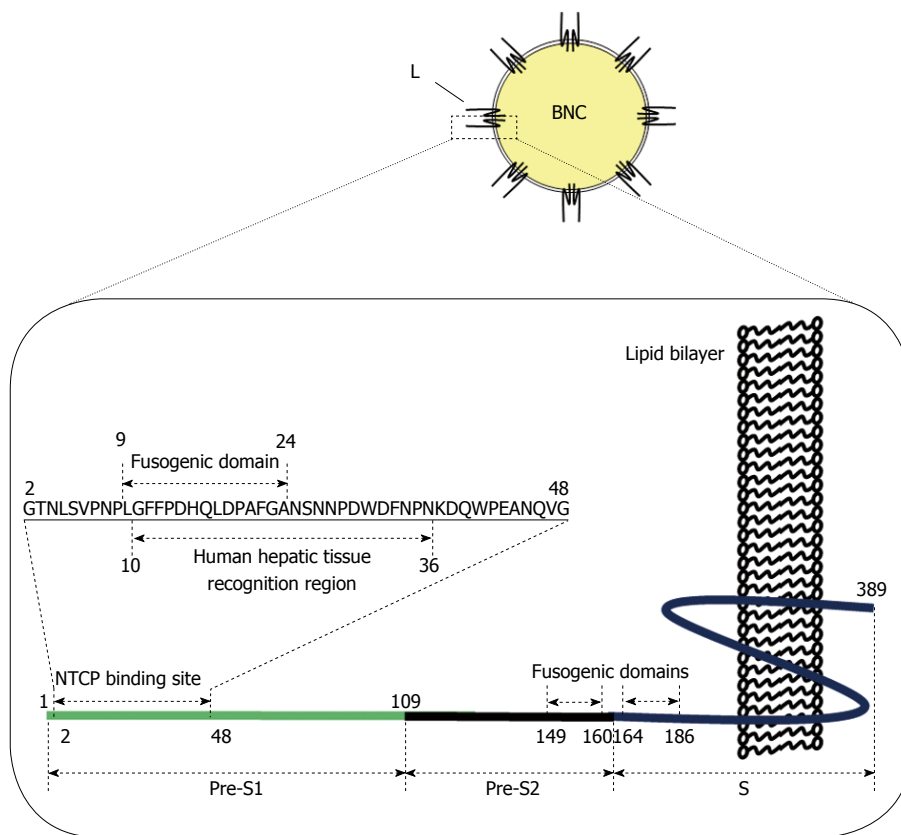 L
BNC
Lipid bilayer
9 24
Fusogenic domain
2 48
GTNLSVPNPLGFFPDHQLDPAFGANSNNPDWDFNPNKDQWPEANQVG
10 36
Human hepatic tissue
recognition region
389
NTCP binding site
Fusogenic domains
1 109
2 48 149 160 164 186
Pre-S1 Pre-S2 S